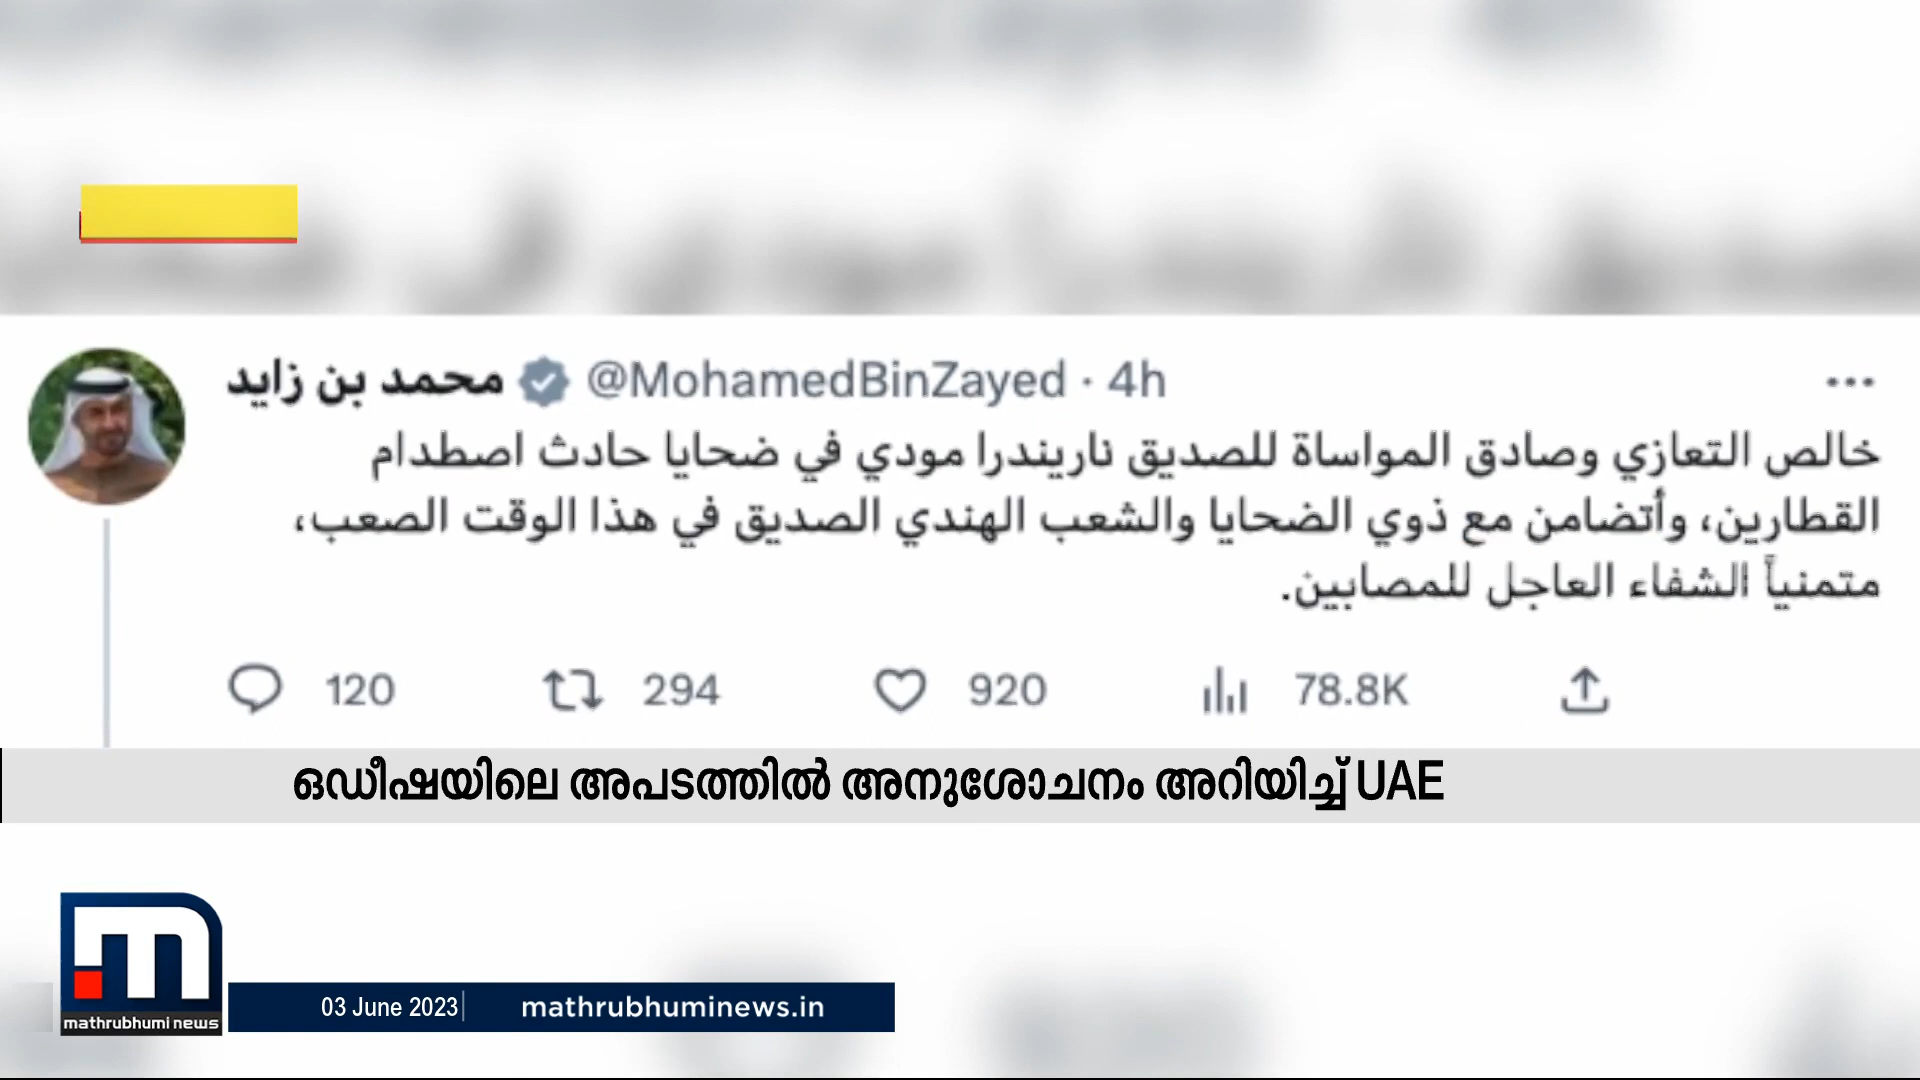 محمد بن زايد @MohamedBinZayed · 4h
خالص التعازي وصادق المواساة للصديق ناريندرا مودي في ضحايا حادث اصطدام
القطارين، وأتضامن مع ذوي الضحايا والشعب الهندي الصديق في هذا الوقت الصعب،
متمنياً الشفاء العاجل للمصابين.
120 294 920 78.8K
ഒഡീഷയിലെ അപടത്തിൽ അനുശോചനം അറിയിച്ച് UAE
mathrubhumi news
03 June 2023 mathrubhuminews.in